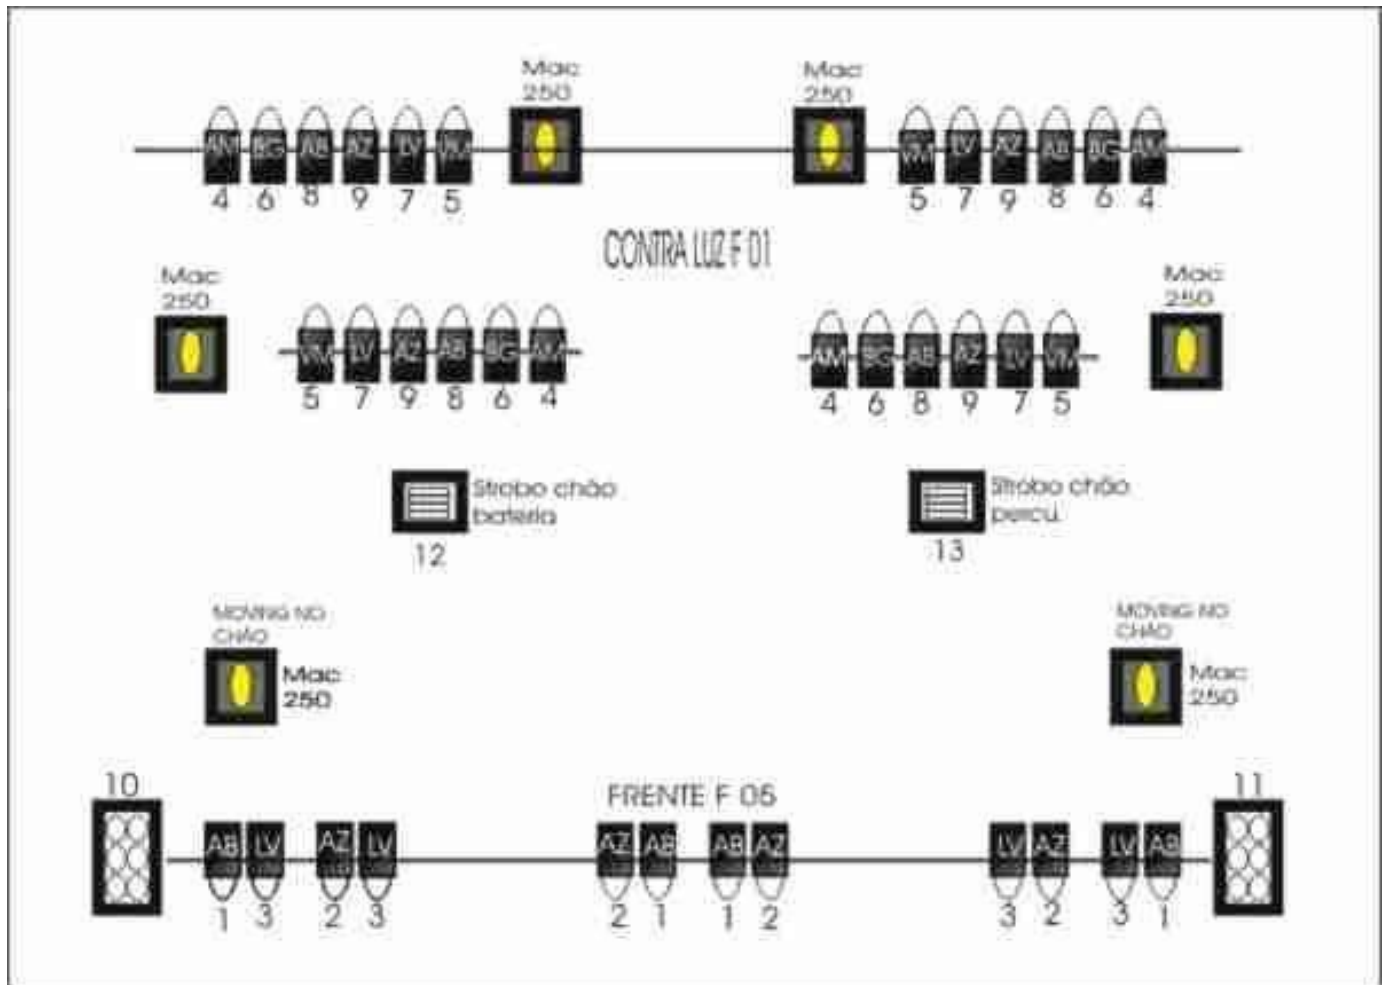 Mac Mac
250 250
AM BG AB AZ LV VM VM LV AZ AB BG AM
4 6 8 9 7 5 5 7 9 8 6 4
CONTRA LUZ F 01
Mac Mac
250 250
VM LV AZ AB BG AM AM BG AB AZ LV VM
5 7 9 8 6 4 4 6 8 9 7 5
Strobo chão Strobo chão
bateria percu.
12 13
MOVING NO MOVING NO
CHÃO CHÃO
Mac Mac
250 250
10 FRENTE F 05 11
AB LV AZ LV AZ AB AB AZ LV AZ LV AB
1 3 2 3 2 1 1 2 3 2 3 1